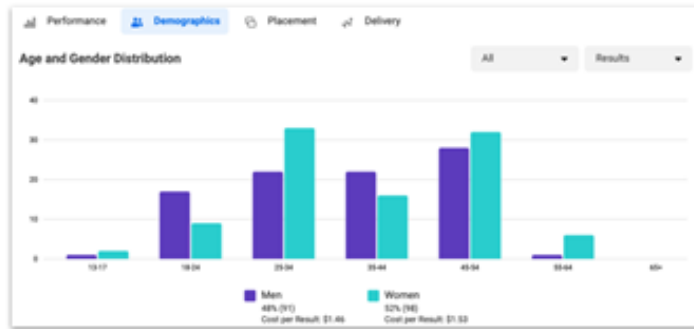 Performance
Demographics
Placement
Delivery
Age and Gender Distribution
All
Results
40
30
20
10
0
13-17
18-24
25-34
35-44
45-54
55-64
65+
Men
48% (91)
Cost per Result: $1.46
Women
52% (98)
Cost per Result: $1.53